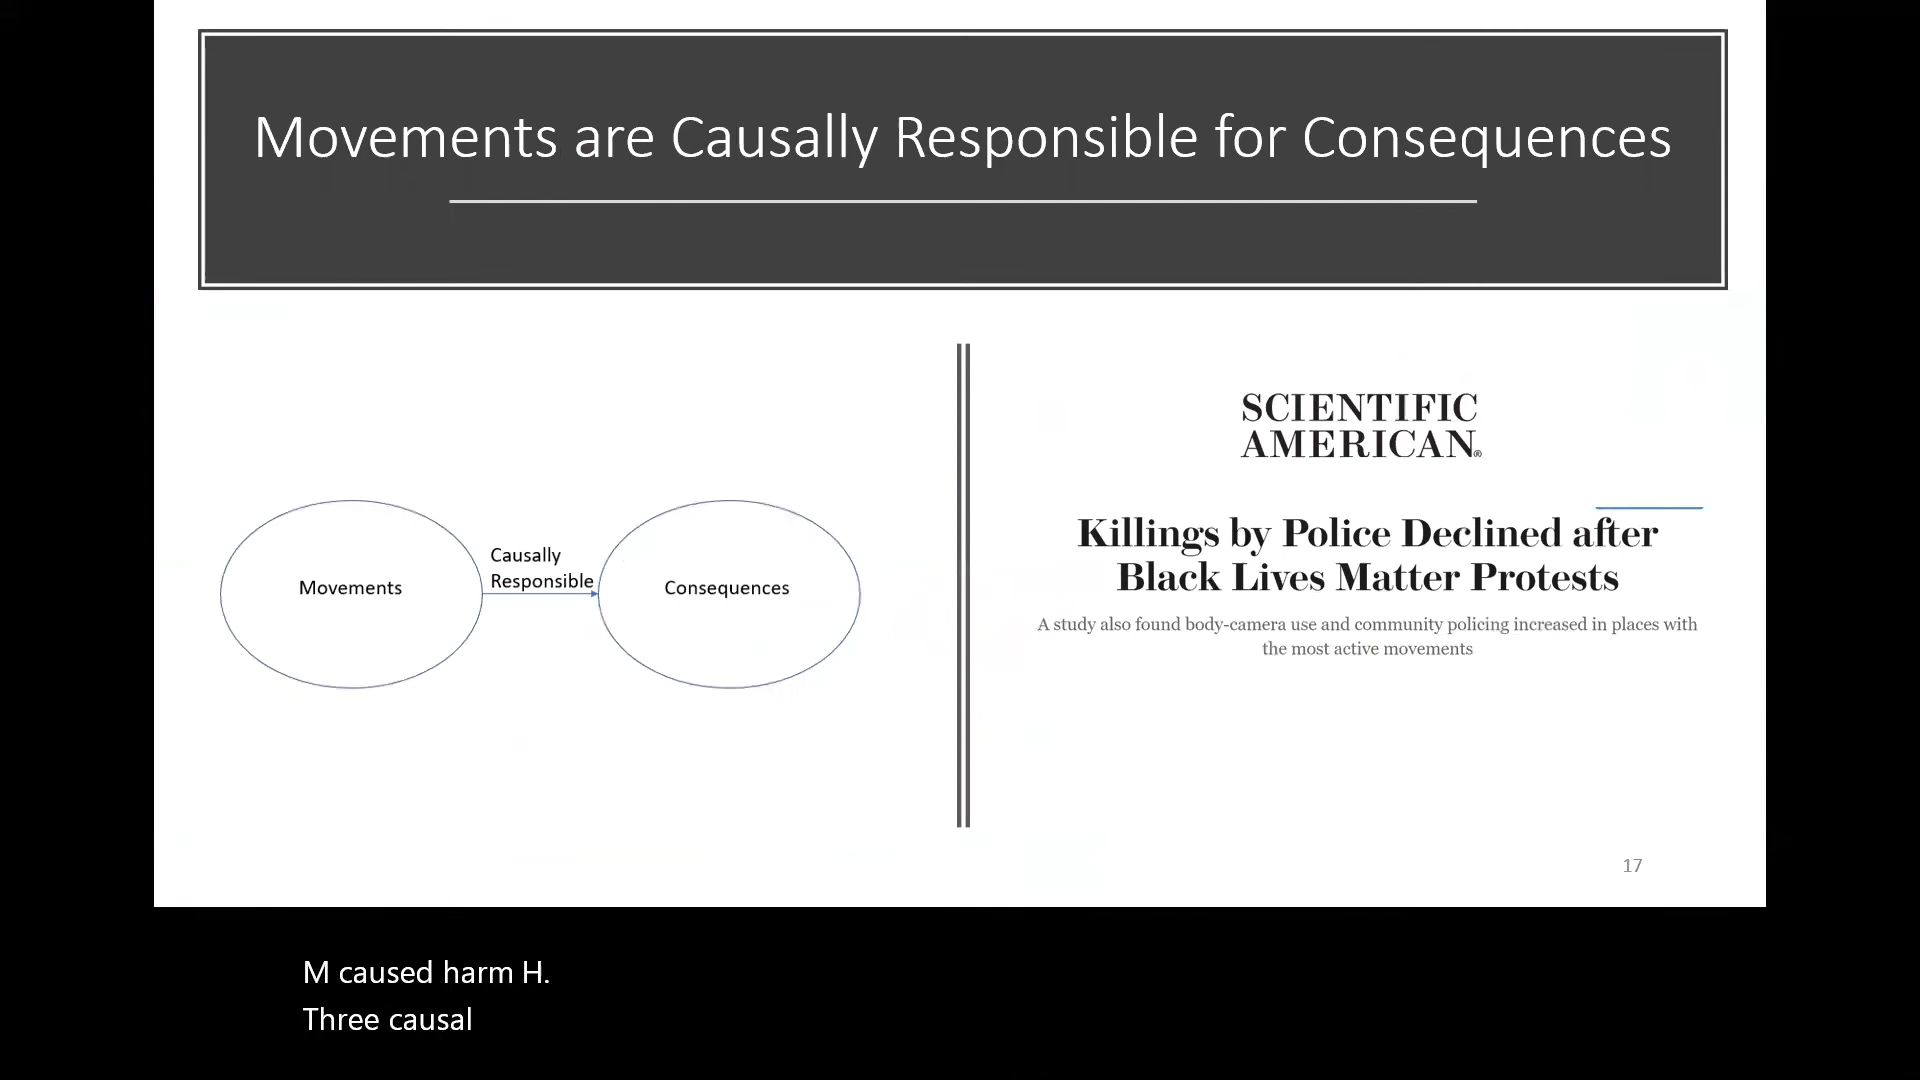 Movements are Causally Responsible for Consequences
Movements
Causally
Responsible
Consequences
SCIENTIFIC
AMERICAN®
Killings by Police Declined after
Black Lives Matter Protests
A study also found body-camera use and community policing increased in places with
the most active movements
17
M caused harm H.
Three causal